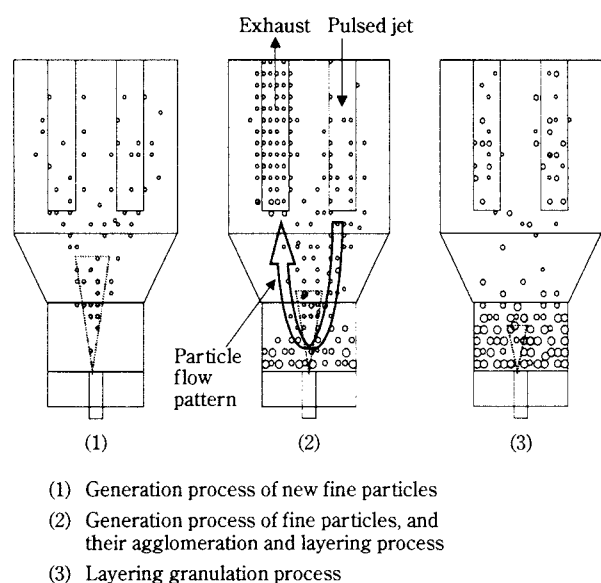 Exhaust
Pulsed jet
Particle
flow
pattern
(1)
(2)
(3)
(1) Generation process of new fine particles
(2) Generation process of fine particles, and
their agglomeration and layering process
(3) Layering granulation process